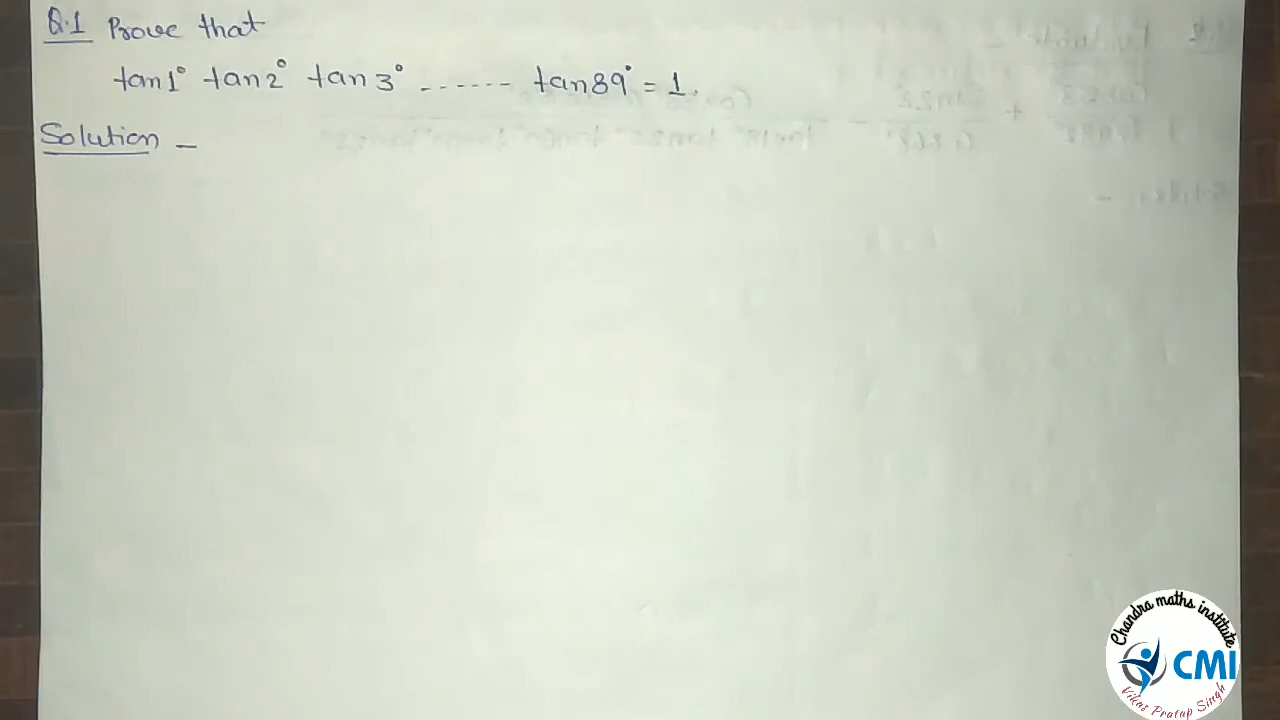 Q.1 Prove that
tan1° tan2° tan3° ....... tan89° = 1.
Solution –
Chandra maths institute
CMI
Vikas Pratap Singh